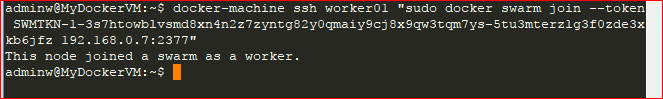 adminw@MyDockerVM:~$ docker-machine ssh worker01 "sudo docker swarm join --token
SWMTKN-1-3s7htowblvsmd8xn4n2z7zyntg82y0qmaiy9cj8x9qw3tqm7ys-5tu3mterzlg3f0zde3x
kb6jfz 192.168.0.7:2377"
This node joined a swarm as a worker.
adminw@MyDockerVM:~$